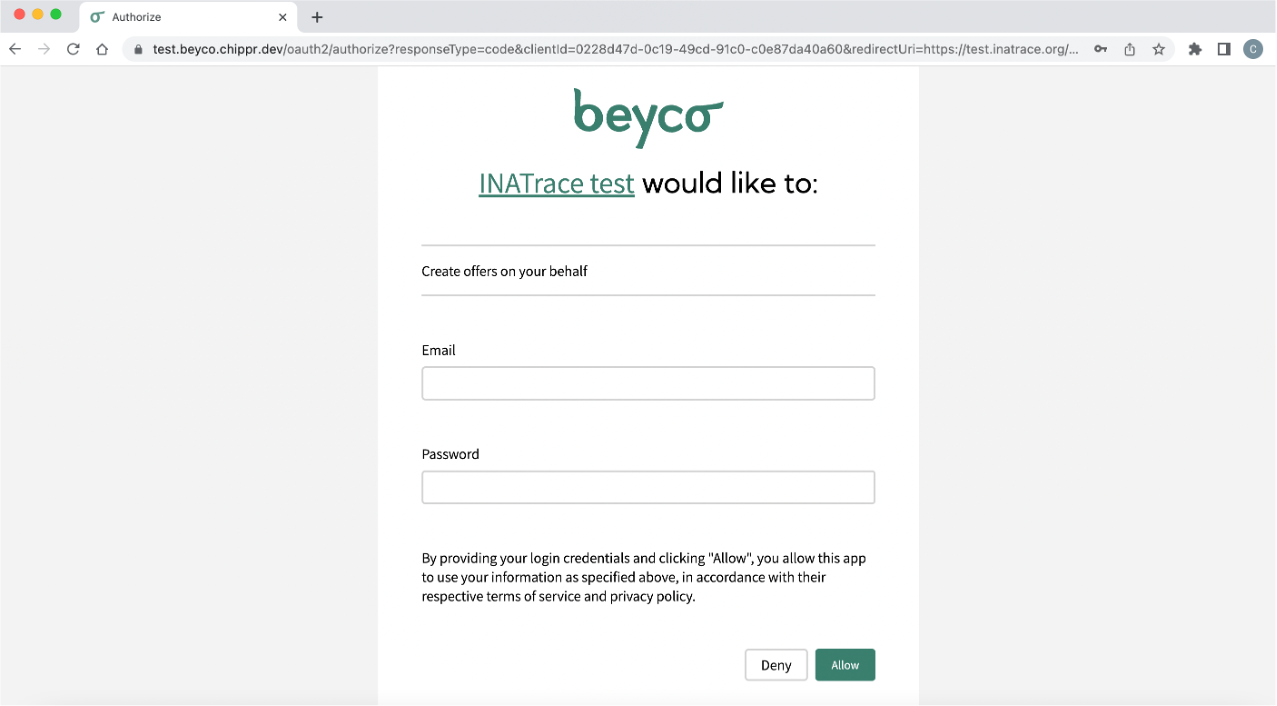 Authorize
test.beyco.chippr.dev/oauth2/authorize?responseType=code&clientId=0228d47d-0c19-49cd-91c0-c0e87da40a60&redirectUri=https://test.inatrace.org/...
C
beyco
INATrace test would like to:
Create offers on your behalf
Email
Password
By providing your login credentials and clicking "Allow", you allow this app
to use your information as specified above, in accordance with their
respective terms of service and privacy policy.
Deny Allow